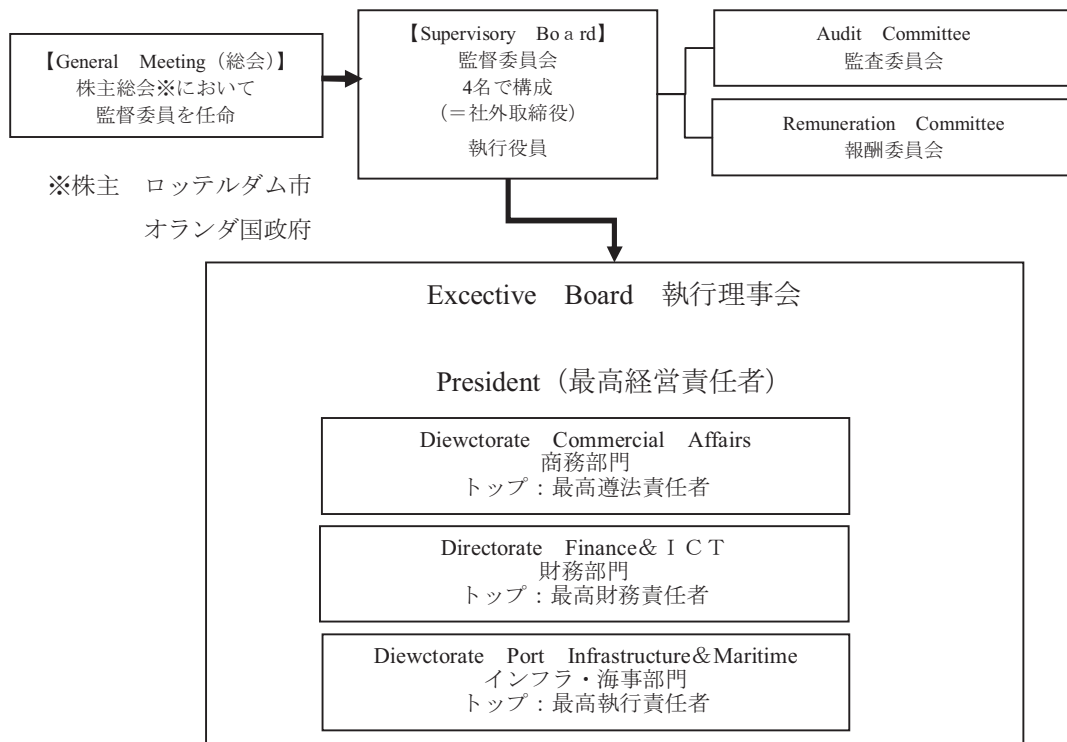 【General Meeting（総会）】
株主総会※において
監督委員を任命
【Supervisory Boａrd】
監督委員会
4名で構成
（＝社外取締役）
執行役員
Audit Committee
監査委員会
Remuneration Committee
報酬委員会
※株主　ロッテルダム市
オランダ国政府
Excective Board 執行理事会
President（最高経営責任者）
Diewctorate Commercial Affairs
商務部門
トップ：最高遵法責任者
Directorate Finance＆ＩＣＴ
財務部門
トップ：最高財務責任者
Diewctorate Port Infrastructure＆Maritime
インフラ・海事部門
トップ：最高執行責任者